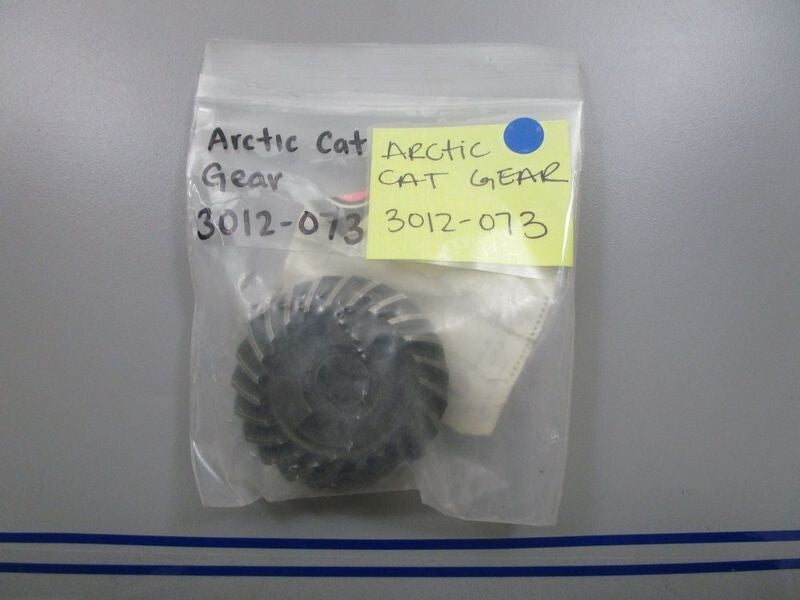 Arctic Cat
Gear
3012-073
ARCTIC
CAT GEAR
3012-073